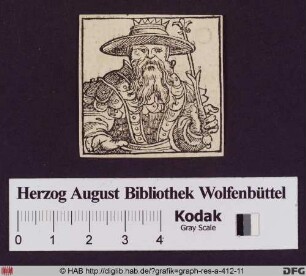 Herzog August Bibliothek Wolfenbüttel
Kodak
Gray Scale
0 1 2 3 4
© HAB http://diglib.hab.de/?grafik=graph-res-a-412-11
DFG